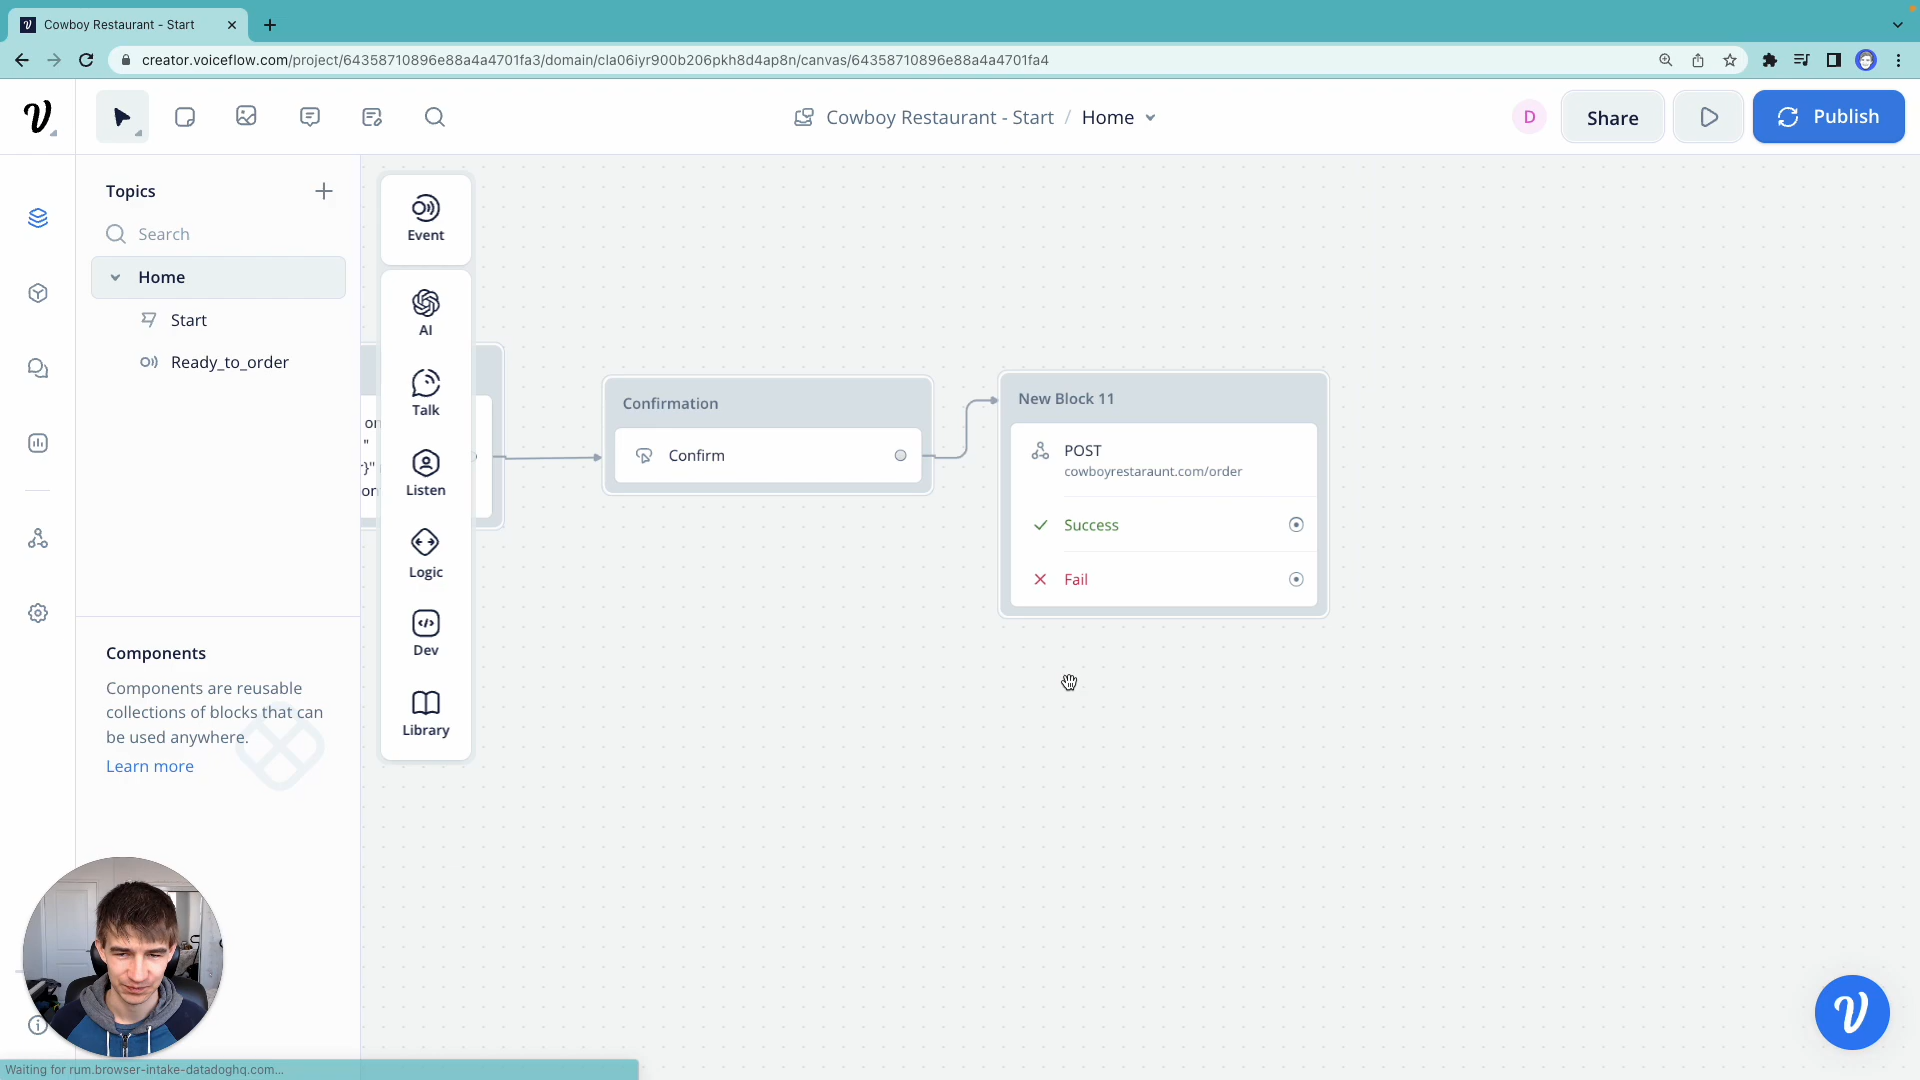 Cowboy Restaurant - Start
creator.voiceflow.com/project/64358710896e88a4a4701fa3/domain/cla06iyr900b206pkh8d4ap8n/canvas/64358710896e88a4a4701fa4
Cowboy Restaurant - Start / Home
D
Share
Publish
Topics
Search
Home
Start
Ready_to_order
Components
Components are reusable
collections of blocks that can
be used anywhere.
Learn more
Event
AI
Talk
Listen
Logic
Dev
Library
or
"
}"
or
Confirmation
Confirm
New Block 11
POST
cowboyrestaraunt.com/order
Success
Fail
Waiting for rum.browser-intake-datadoghq.com...